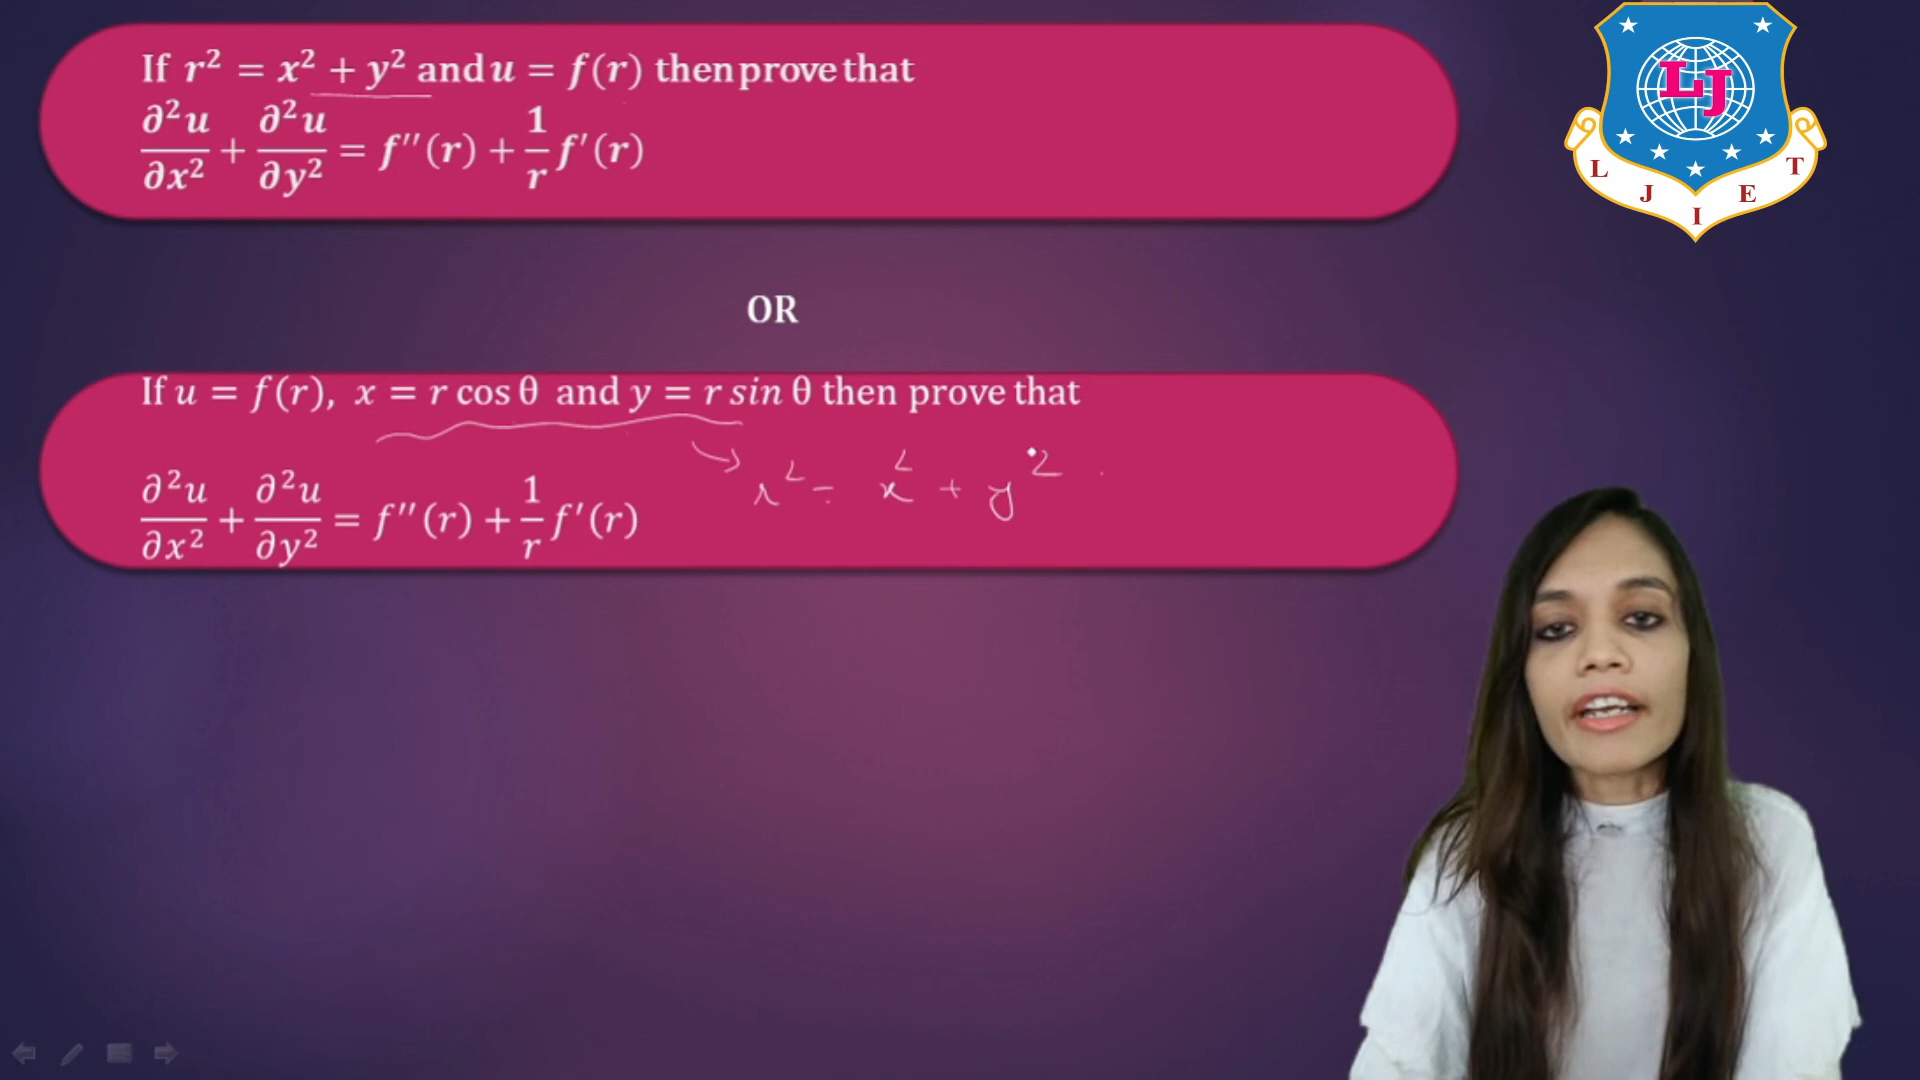 If r² = x² + y² and u = f(r) then prove that
∂²u/∂x² + ∂²u/∂y² = f′′(r) + 1/r f′(r)
OR
If u = f(r), x = r cos θ and y = r sin θ then prove that
r² = x² + y²
∂²u/∂x² + ∂²u/∂y² = f′′(r) + 1/r f′(r)
LJ
L J I E T